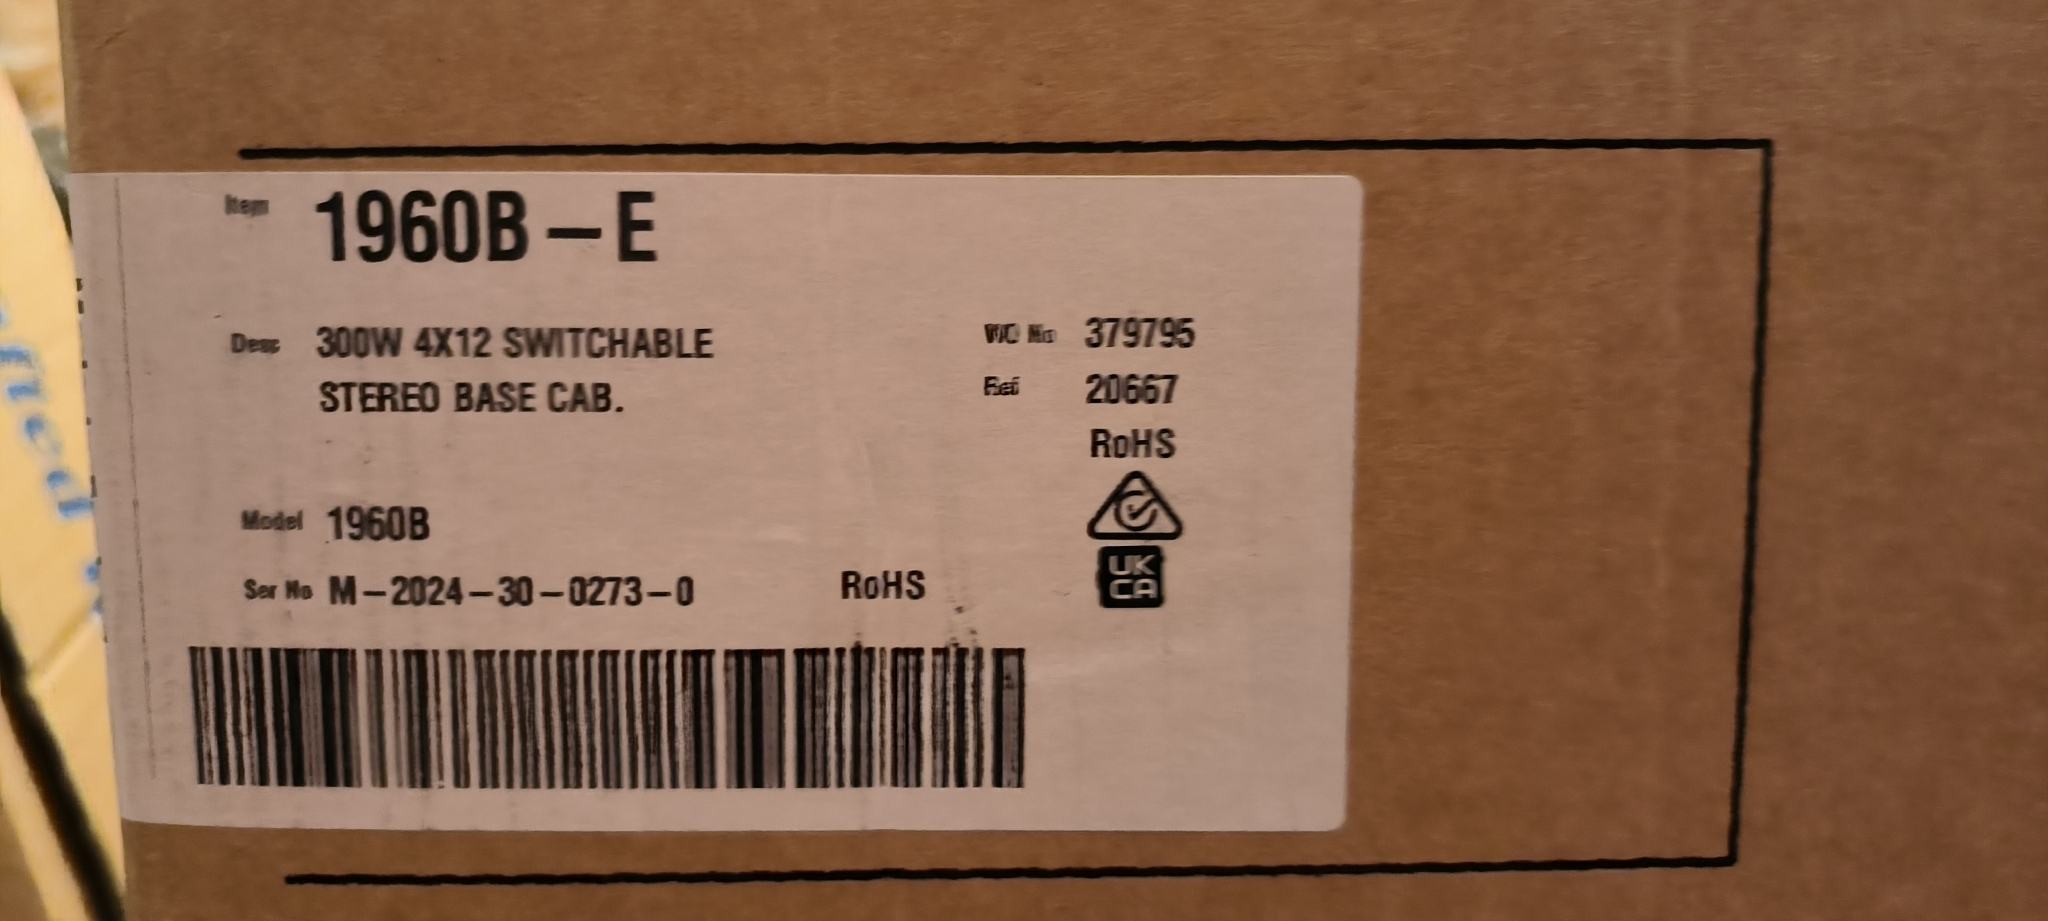 Item 1960B-E
Desc 300W 4X12 SWITCHABLE
STEREO BASE CAB.
WO No 379795
Ref 20667
RoHS
UK
CA
Model 1960B
Ser No M-2024-30-0273-0 RoHS